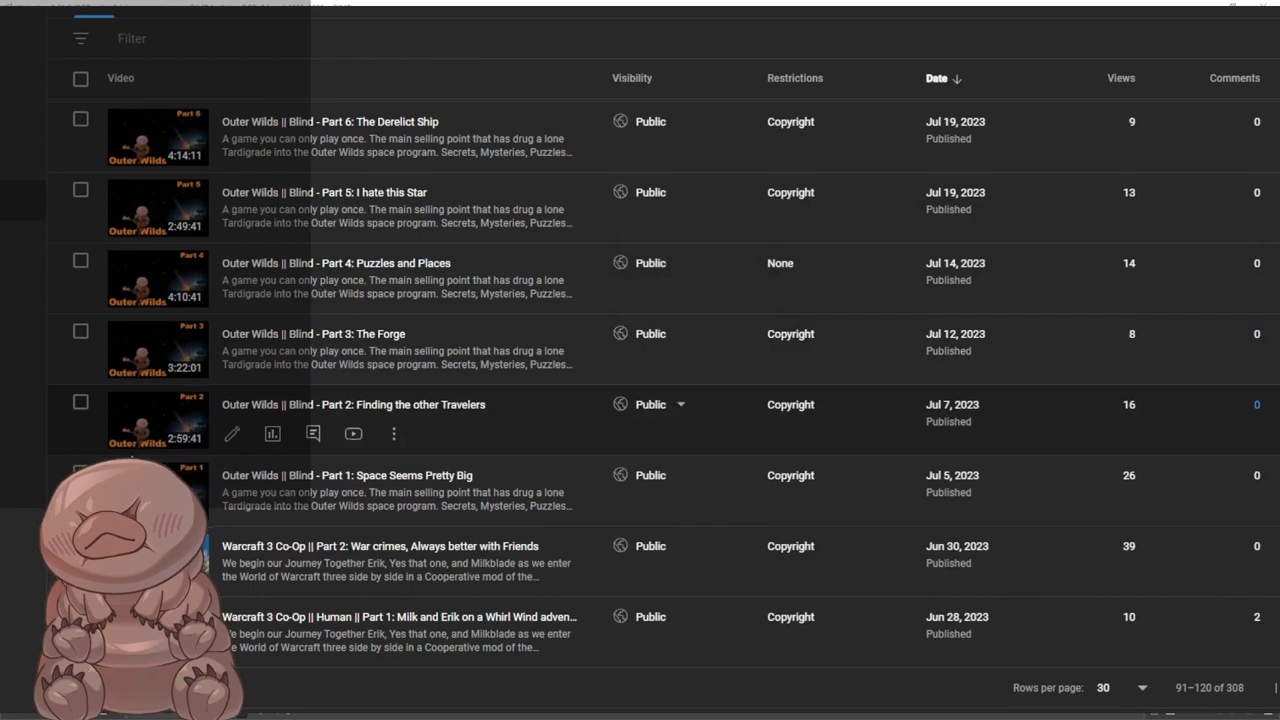 Filter
Video Visibility Restrictions Date Views Comments
Part 6
Outer Wilds
4:14:11
Outer Wilds || Blind - Part 6: The Derelict Ship Public Copyright Jul 19, 2023 9 0
A game you can only play once. The main selling point that has drug a lone Published
Tardigrade into the Outer Wilds space program. Secrets, Mysteries, Puzzles...
Part 5
Outer Wilds
2:49:41
Outer Wilds || Blind - Part 5: I hate this Star Public Copyright Jul 19, 2023 13 0
A game you can only play once. The main selling point that has drug a lone Published
Tardigrade into the Outer Wilds space program. Secrets, Mysteries, Puzzles...
Part 4
Outer Wilds
4:10:41
Outer Wilds || Blind - Part 4: Puzzles and Places Public None Jul 14, 2023 14 0
A game you can only play once. The main selling point that has drug a lone Published
Tardigrade into the Outer Wilds space program. Secrets, Mysteries, Puzzles...
Part 3
Outer Wilds
3:22:01
Outer Wilds || Blind - Part 3: The Forge Public Copyright Jul 12, 2023 8 0
A game you can only play once. The main selling point that has drug a lone Published
Tardigrade into the Outer Wilds space program. Secrets, Mysteries, Puzzles...
Part 2
Outer Wilds
2:59:41
Outer Wilds || Blind - Part 2: Finding the other Travelers Public Copyright Jul 7, 2023 16 0
Published
Part 1
Outer Wilds || Blind - Part 1: Space Seems Pretty Big Public Copyright Jul 5, 2023 26 0
A game you can only play once. The main selling point that has drug a lone Published
Tardigrade into the Outer Wilds space program. Secrets, Mysteries, Puzzles...
Warcraft 3 Co-Op || Part 2: War crimes, Always better with Friends Public Copyright Jun 30, 2023 39 0
We begin our Journey Together Erik, Yes that one, and Milkblade as we enter Published
the World of Warcraft three side by side in a Cooperative mod of the...
Warcraft 3 Co-Op || Human || Part 1: Milk and Erik on a Whirl Wind adven... Public Copyright Jun 28, 2023 10 2
We begin our Journey Together Erik, Yes that one, and Milkblade as we enter Published
the World of Warcraft three side by side in a Cooperative mod of the...
Rows per page: 30 91–120 of 308